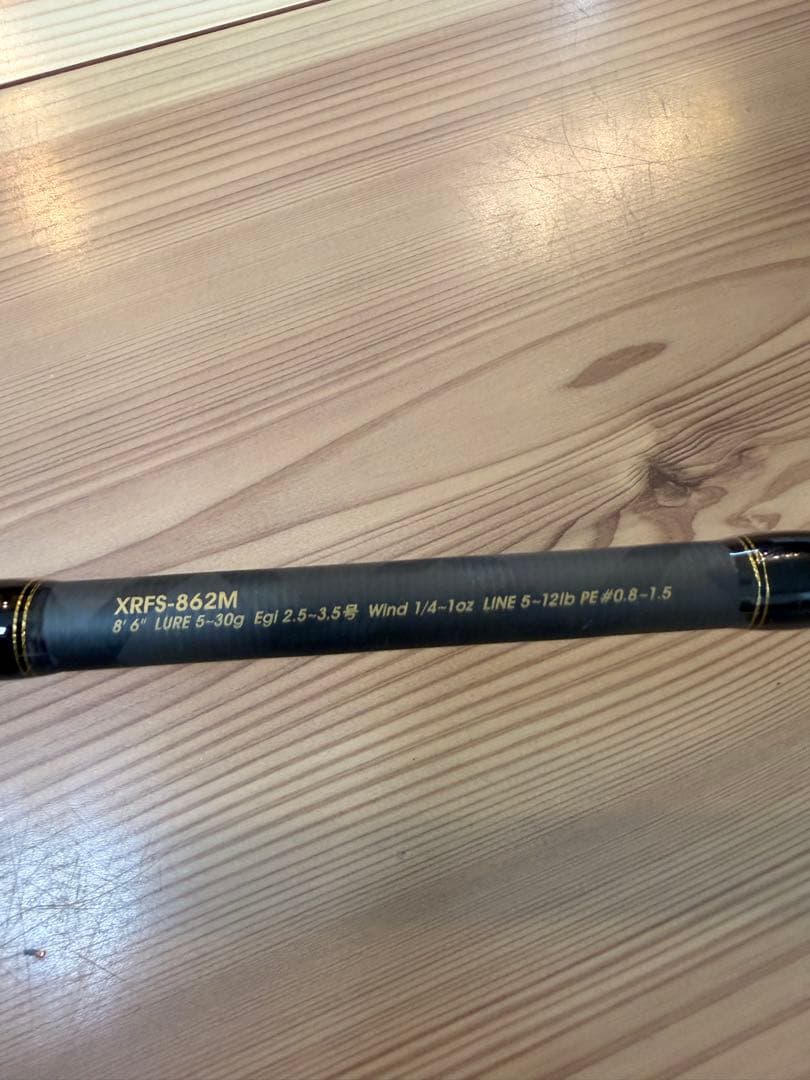 XRFS-862M
8' 6" LURE 5~30g Egi 2.5~3.5号 Wind 1/4~1oz LINE 5~12lb PE #0.8~1.5